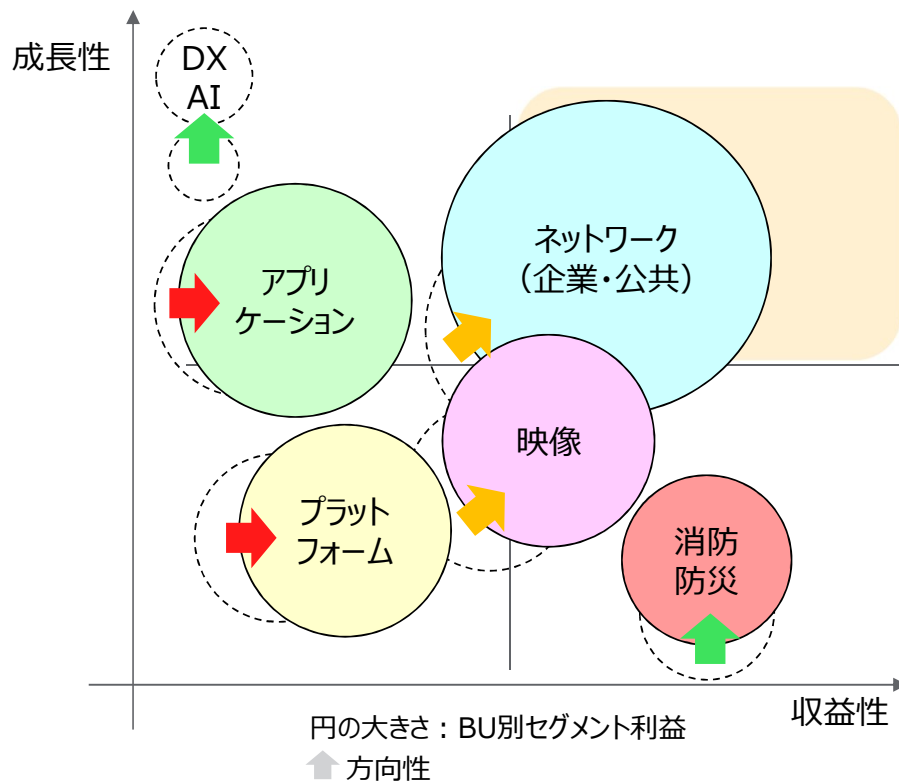 成長性
DX
AI
ネットワーク
（企業・公共）
アプリ
ケーション
映像
プラット
フォーム
消防
防災
収益性
円の大きさ：BU別セグメント利益
方向性